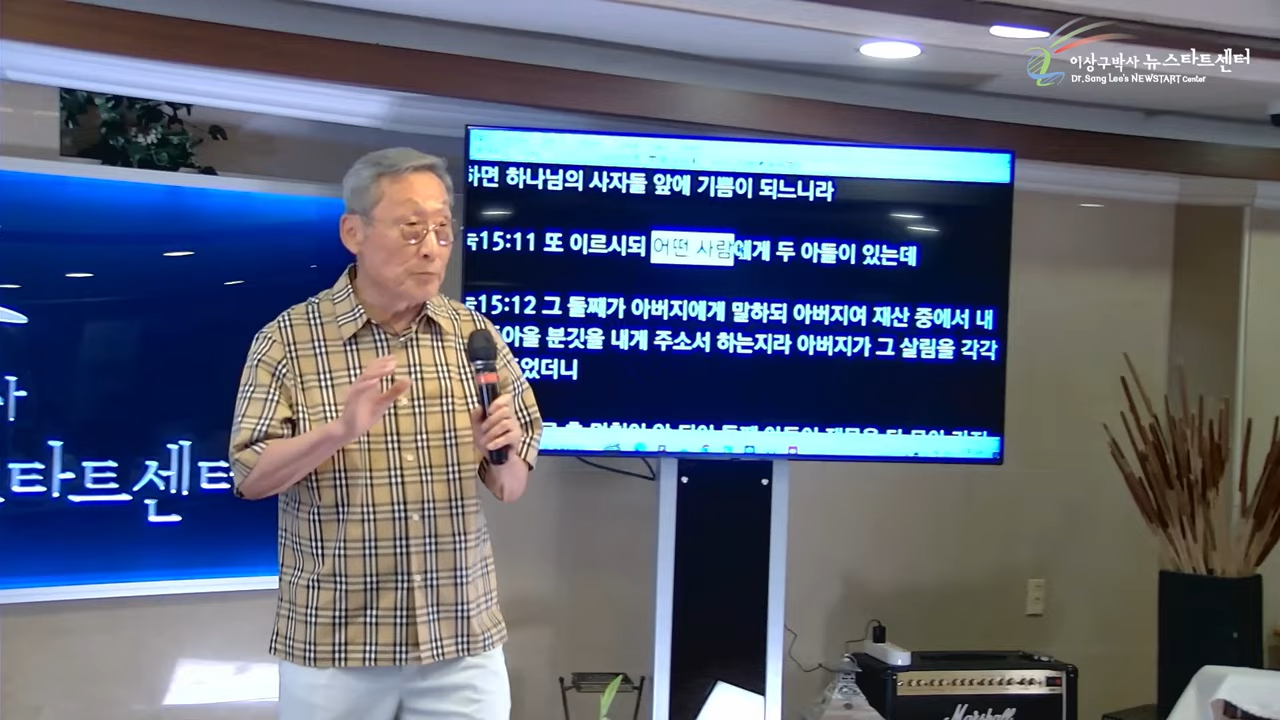 이상구박사 뉴스타트센터
Dr. Sang Lee's NEWSTART Center
하면 하나님의 사자들 앞에 기쁨이 되느니라
15:11 또 이르시되 어떤 사람에게 두 아들이 있는데
15:12 그 둘째가 아버지에게 말하되 아버지여 재산 중에서 내
분깃을 내게 주소서 하는지라 아버지가 그 살림을 각각
사
타트센터
Marshall